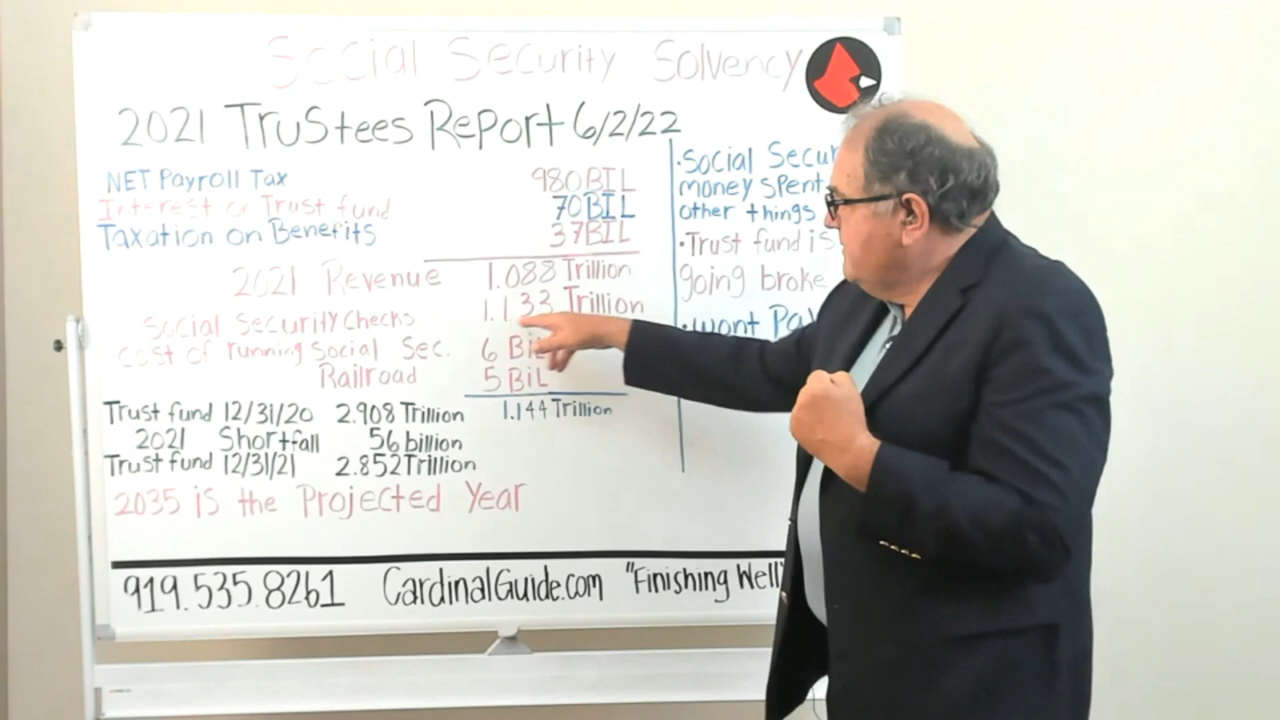 Social Security Solvency
2021 Trustees Report 6/2/22
NET Payroll Tax 980 BIL
Interest on Trust fund 70 BIL
Taxation on Benefits 37 BIL
2021 Revenue 1.088 Trillion
Social Security Checks 1.133 Trillion
Cost of running Social Sec. 6 BiL
Railroad 5 BiL
1.144 Trillion
Trust fund 12/31/20 2.908 Trillion
2021 Shortfall 56 billion
Trust fund 12/31/21 2.852 Trillion
2035 is the Projected Year
•Social
money spent
other things
•Trust fund is
going broke
•wont
919.535.8261 CardinalGuide.com "Finishing Well"